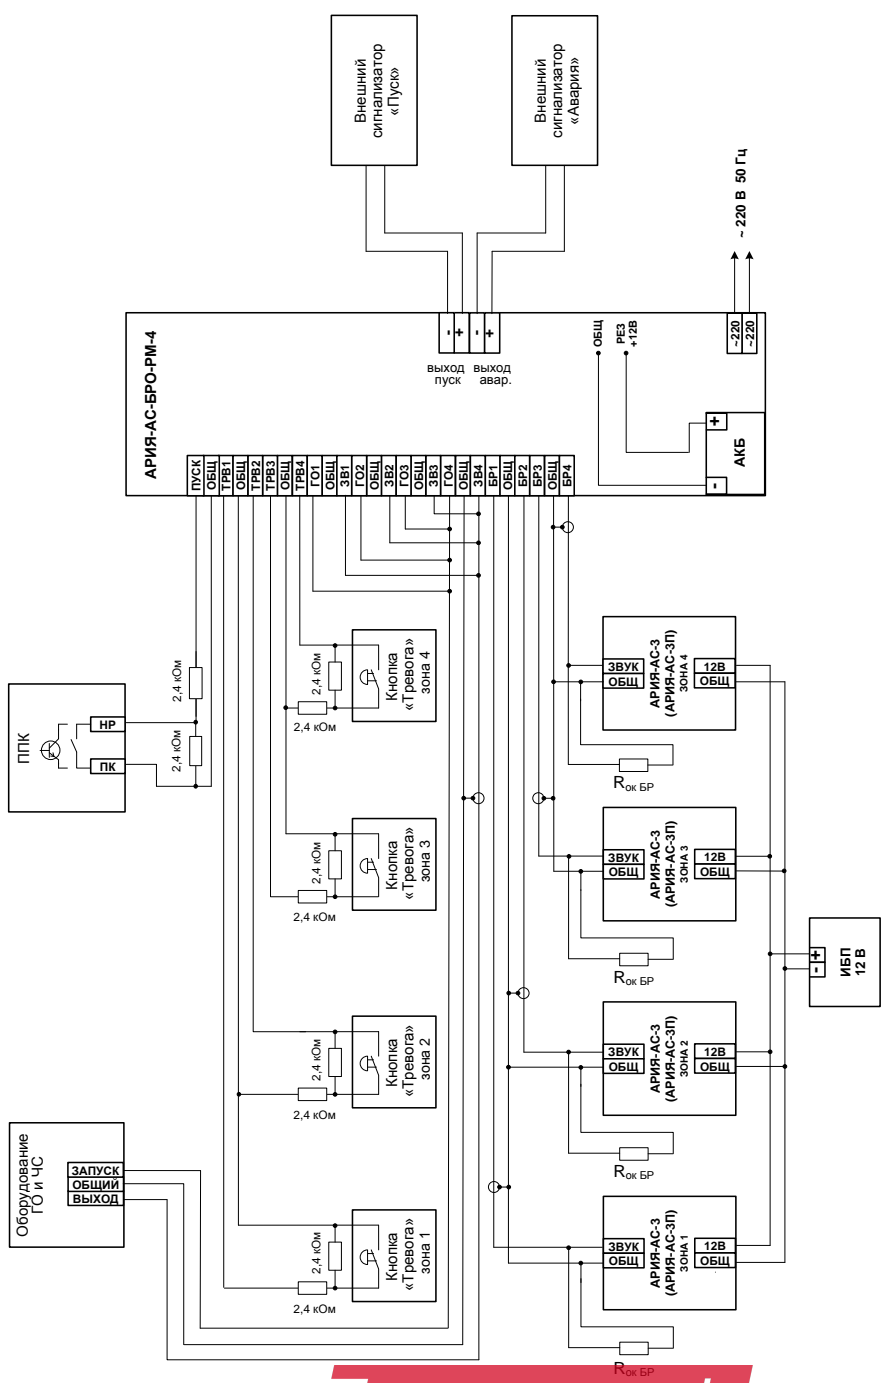 Внешний
сигнализатор
«Пуск»
Внешний
сигнализатор
«Авария»
~ 220 В 50 Гц
АРИЯ-АС-БРО-РМ-4
-
+
-
+
выход
пуск
выход
авар.
ОБЩ
РЕЗ
+12В
~220
~220
+
-
АКБ
ПУСК
ОБЩ
ТРВ1
ОБЩ
ТРВ2
ТРВ3
ОБЩ
ТРВ4
ГО1
ОБЩ
ЗВ1
ГО2
ОБЩ
ЗВ2
ГО3
ОБЩ
ЗВ3
ГО4
ОБЩ
ЗВ4
БР1
ОБЩ
БР2
БР3
ОБЩ
БР4
ППК
НР
ПК
2,4 кОм
2,4 кОм
Кнопка
«Тревога»
зона 4
2,4 кОм
2,4 кОм
Кнопка
«Тревога»
зона 3
2,4 кОм
2,4 кОм
Кнопка
«Тревога»
зона 2
2,4 кОм
2,4 кОм
Кнопка
«Тревога»
зона 1
2,4 кОм
2,4 кОм
Оборудование
ГО и ЧС
ЗАПУСК
ОБЩИЙ
ВЫХОД
ЗВУК
ОБЩ
АРИЯ-АС-3
(АРИЯ-АС-3П)
ЗОНА 4
12В
ОБЩ
Rок БР
ЗВУК
ОБЩ
АРИЯ-АС-3
(АРИЯ-АС-3П)
ЗОНА 3
12В
ОБЩ
Rок БР
ЗВУК
ОБЩ
АРИЯ-АС-3
(АРИЯ-АС-3П)
ЗОНА 2
12В
ОБЩ
Rок БР
ЗВУК
ОБЩ
АРИЯ-АС-3
(АРИЯ-АС-3П)
ЗОНА 1
12В
ОБЩ
Rок БР
+
-
ИБП
12 В